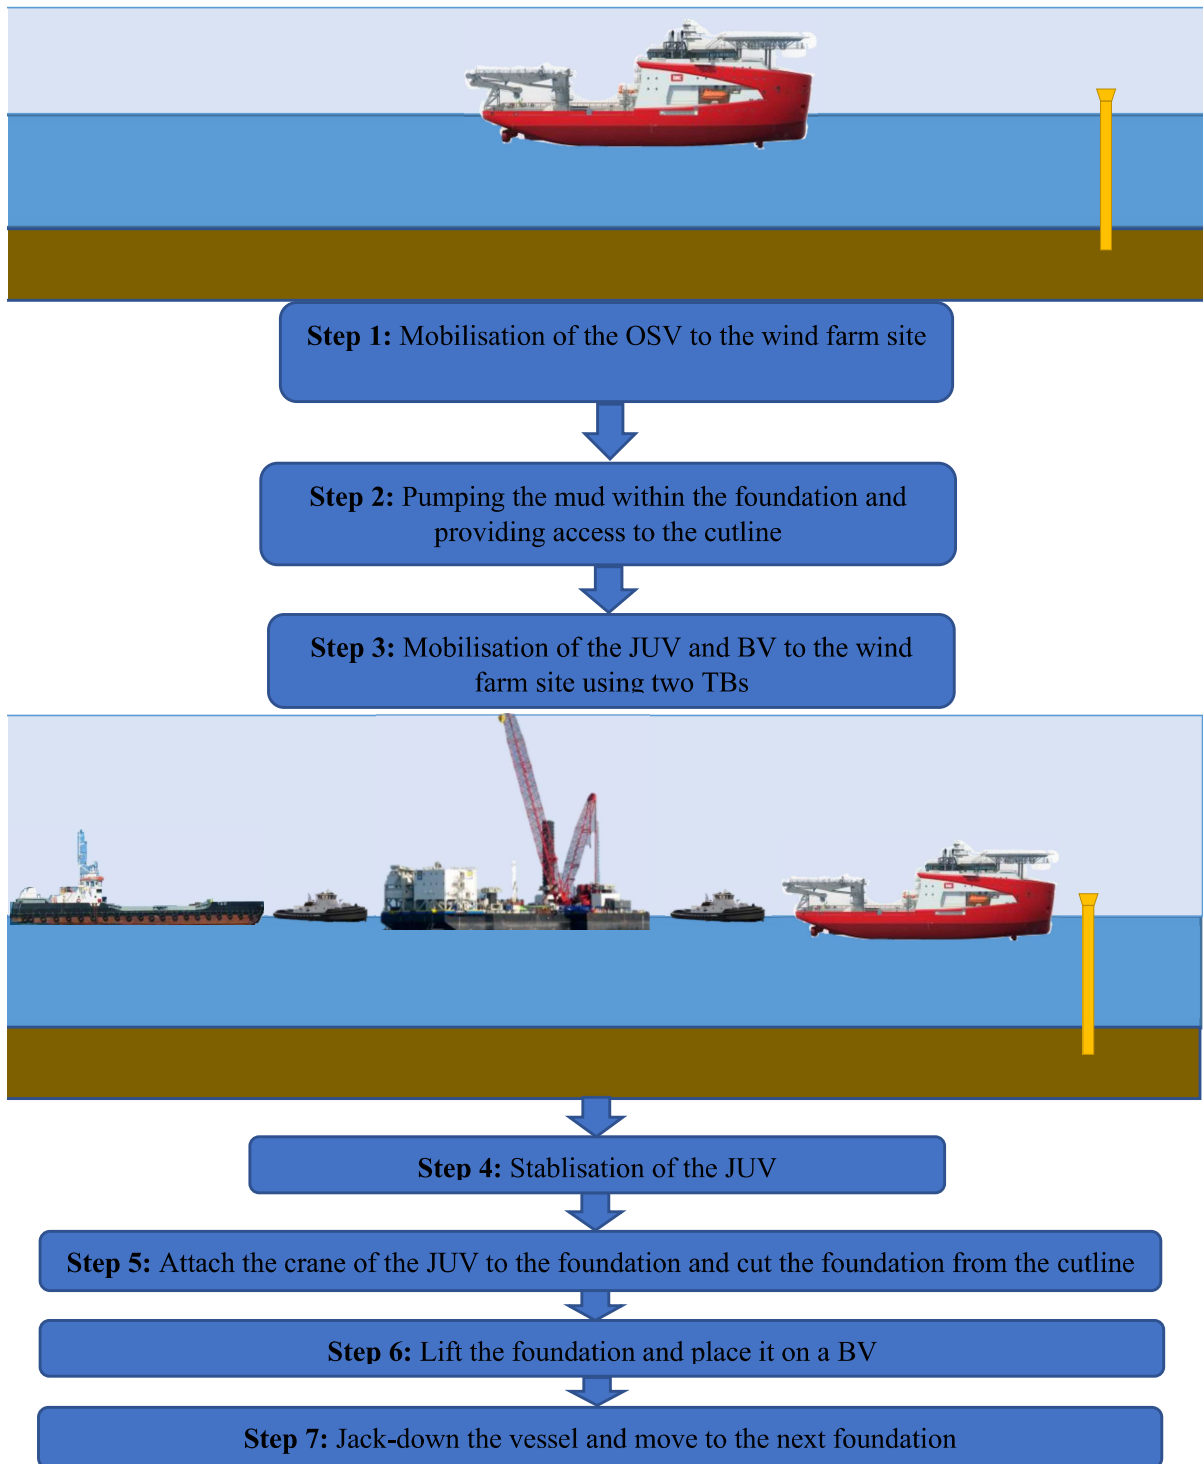 Step 1: Mobilisation of the OSV to the wind farm site
Step 2: Pumping the mud within the foundation and
providing access to the cutline
Step 3: Mobilisation of the JUV and BV to the wind
farm site using two TBs
Step 4: Stablisation of the JUV
Step 5: Attach the crane of the JUV to the foundation and cut the foundation from the cutline
Step 6: Lift the foundation and place it on a BV
Step 7: Jack-down the vessel and move to the next foundation